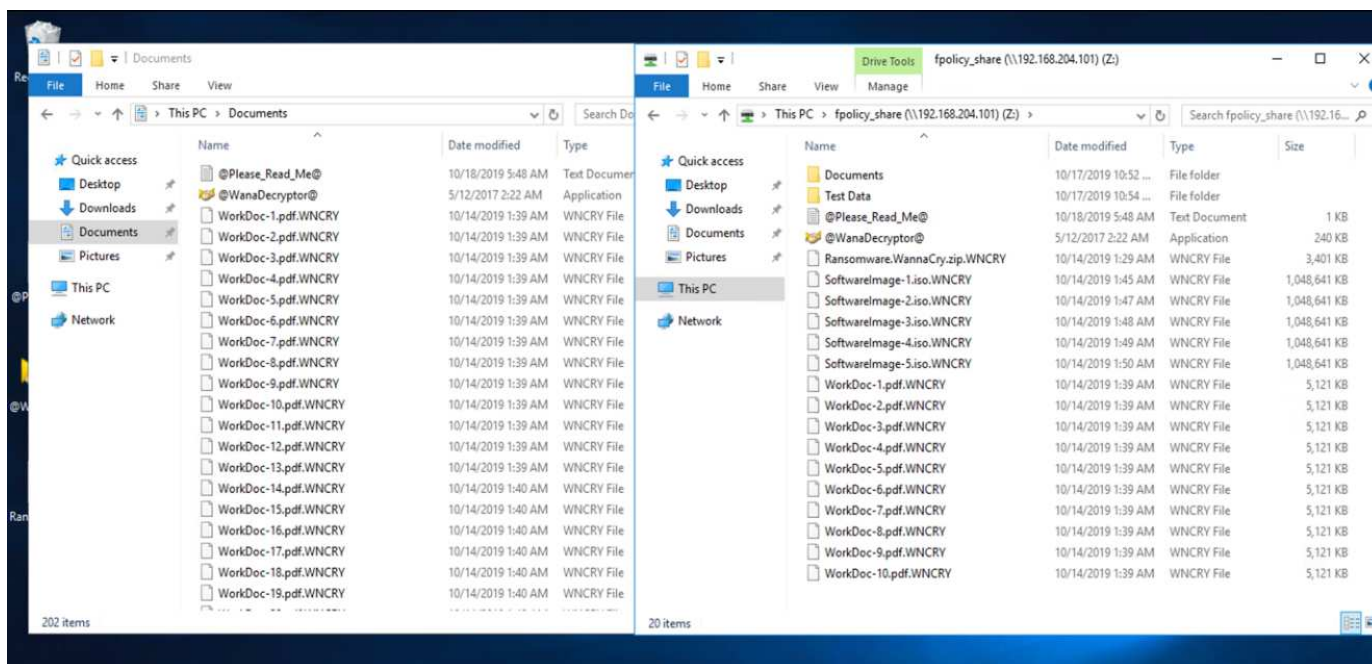 Documents
File Home Share View
This PC > Documents
Search Do
Name Date modified Type
Quick access
Desktop
Downloads
Documents
Pictures
This PC
Network
@Please_Read_Me@ 10/18/2019 5:48 AM Text Documen
@WanaDecryptor@ 5/12/2017 2:22 AM Application
WorkDoc-1.pdf.WNCRY 10/14/2019 1:39 AM WNCRY File
WorkDoc-2.pdf.WNCRY 10/14/2019 1:39 AM WNCRY File
WorkDoc-3.pdf.WNCRY 10/14/2019 1:39 AM WNCRY File
WorkDoc-4.pdf.WNCRY 10/14/2019 1:39 AM WNCRY File
WorkDoc-5.pdf.WNCRY 10/14/2019 1:39 AM WNCRY File
WorkDoc-6.pdf.WNCRY 10/14/2019 1:39 AM WNCRY File
WorkDoc-7.pdf.WNCRY 10/14/2019 1:39 AM WNCRY File
WorkDoc-8.pdf.WNCRY 10/14/2019 1:39 AM WNCRY File
WorkDoc-9.pdf.WNCRY 10/14/2019 1:39 AM WNCRY File
WorkDoc-10.pdf.WNCRY 10/14/2019 1:39 AM WNCRY File
WorkDoc-11.pdf.WNCRY 10/14/2019 1:39 AM WNCRY File
WorkDoc-12.pdf.WNCRY 10/14/2019 1:39 AM WNCRY File
WorkDoc-13.pdf.WNCRY 10/14/2019 1:39 AM WNCRY File
WorkDoc-14.pdf.WNCRY 10/14/2019 1:40 AM WNCRY File
WorkDoc-15.pdf.WNCRY 10/14/2019 1:40 AM WNCRY File
WorkDoc-16.pdf.WNCRY 10/14/2019 1:40 AM WNCRY File
WorkDoc-17.pdf.WNCRY 10/14/2019 1:40 AM WNCRY File
WorkDoc-18.pdf.WNCRY 10/14/2019 1:40 AM WNCRY File
WorkDoc-19.pdf.WNCRY 10/14/2019 1:40 AM WNCRY File
202 items
Drive Tools fpolicy_share (\\192.168.204.101) (Z:)
File Home Share View Manage
This PC > fpolicy_share (\\192.168.204.101) (Z:) >
Search fpolicy_share (\\192.16...
Name Date modified Type Size
Quick access
Desktop
Downloads
Documents
Pictures
This PC
Network
Documents 10/17/2019 10:52 ... File folder
Test Data 10/17/2019 10:54 ... File folder
@Please_Read_Me@ 10/18/2019 5:48 AM Text Document 1 KB
@WanaDecryptor@ 5/12/2017 2:22 AM Application 240 KB
Ransomware.WannaCry.zip.WNCRY 10/14/2019 1:29 AM WNCRY File 3,401 KB
SoftwareImage-1.iso.WNCRY 10/14/2019 1:45 AM WNCRY File 1,048,641 KB
SoftwareImage-2.iso.WNCRY 10/14/2019 1:47 AM WNCRY File 1,048,641 KB
SoftwareImage-3.iso.WNCRY 10/14/2019 1:48 AM WNCRY File 1,048,641 KB
SoftwareImage-4.iso.WNCRY 10/14/2019 1:49 AM WNCRY File 1,048,641 KB
SoftwareImage-5.iso.WNCRY 10/14/2019 1:50 AM WNCRY File 1,048,641 KB
WorkDoc-1.pdf.WNCRY 10/14/2019 1:39 AM WNCRY File 5,121 KB
WorkDoc-2.pdf.WNCRY 10/14/2019 1:39 AM WNCRY File 5,121 KB
WorkDoc-3.pdf.WNCRY 10/14/2019 1:39 AM WNCRY File 5,121 KB
WorkDoc-4.pdf.WNCRY 10/14/2019 1:39 AM WNCRY File 5,121 KB
WorkDoc-5.pdf.WNCRY 10/14/2019 1:39 AM WNCRY File 5,121 KB
WorkDoc-6.pdf.WNCRY 10/14/2019 1:39 AM WNCRY File 5,121 KB
WorkDoc-7.pdf.WNCRY 10/14/2019 1:39 AM WNCRY File 5,121 KB
WorkDoc-8.pdf.WNCRY 10/14/2019 1:39 AM WNCRY File 5,121 KB
WorkDoc-9.pdf.WNCRY 10/14/2019 1:39 AM WNCRY File 5,121 KB
WorkDoc-10.pdf.WNCRY 10/14/2019 1:39 AM WNCRY File 5,121 KB
20 items
Re
@P
@W
Ran